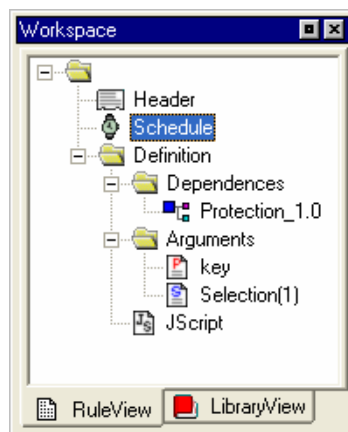 Workspace
Header
Schedule
Definition
Dependences
Protection_1.0
Arguments
key
Selection(1)
JScript
RuleView LibraryView